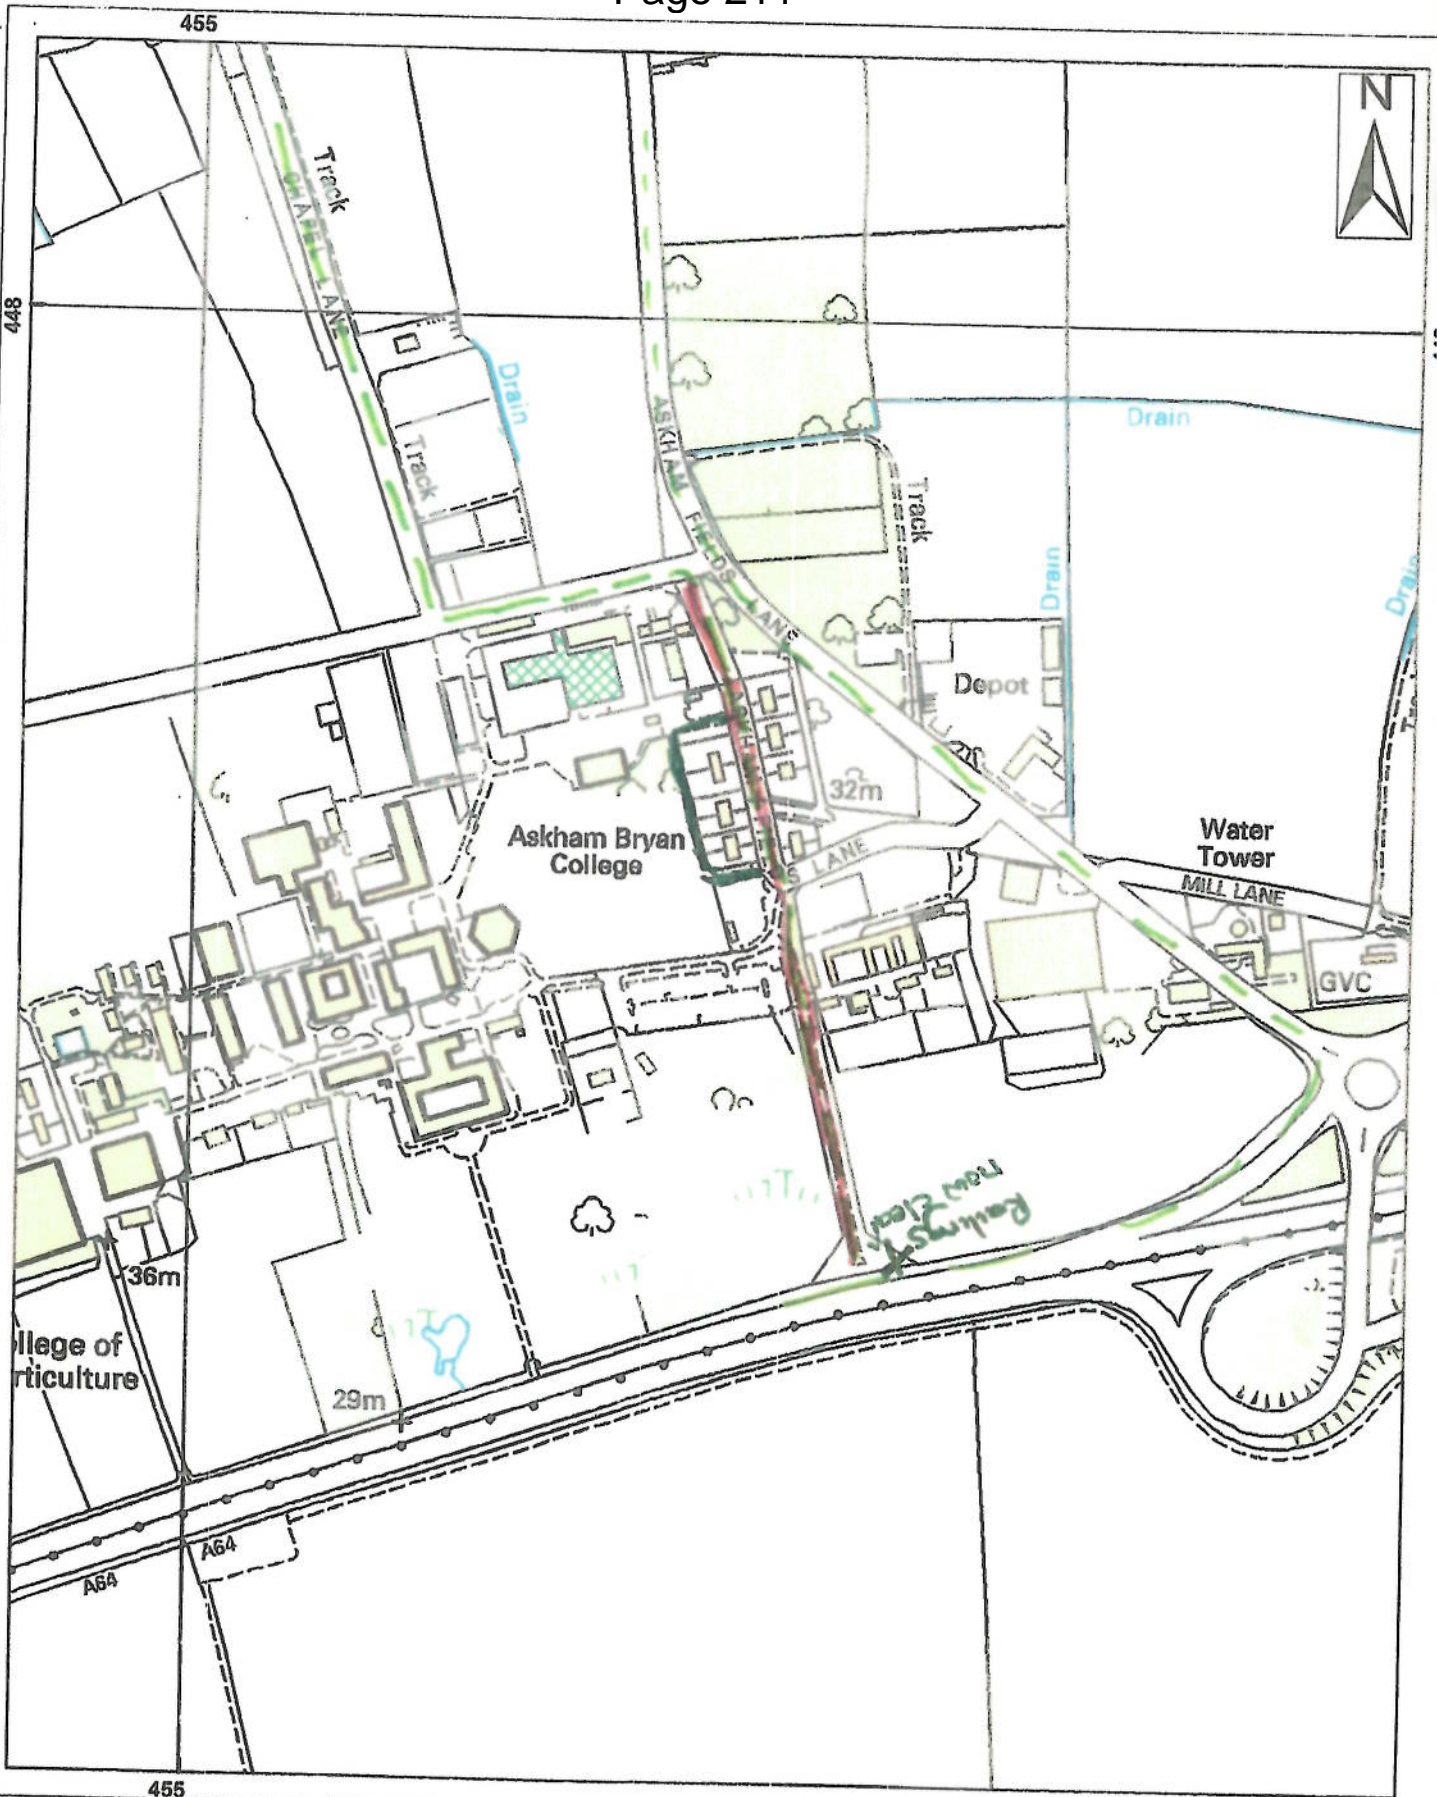 455
N
Track
CHAPEL LANE
448
Drain
ASKHAM FIELDS LANE
Drain
Track
Track
Drain
Drain
Depot
32m
Askham Bryan
College
S LANE
Water
Tower
MILL LANE
GVC
Railings
now clear
36m
llege of
rticulture
29m
A64
A64
455